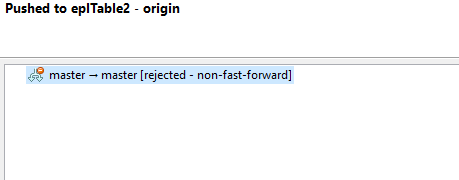 Pushed to eplTable2 - origin
master → master [rejected - non-fast-forward]